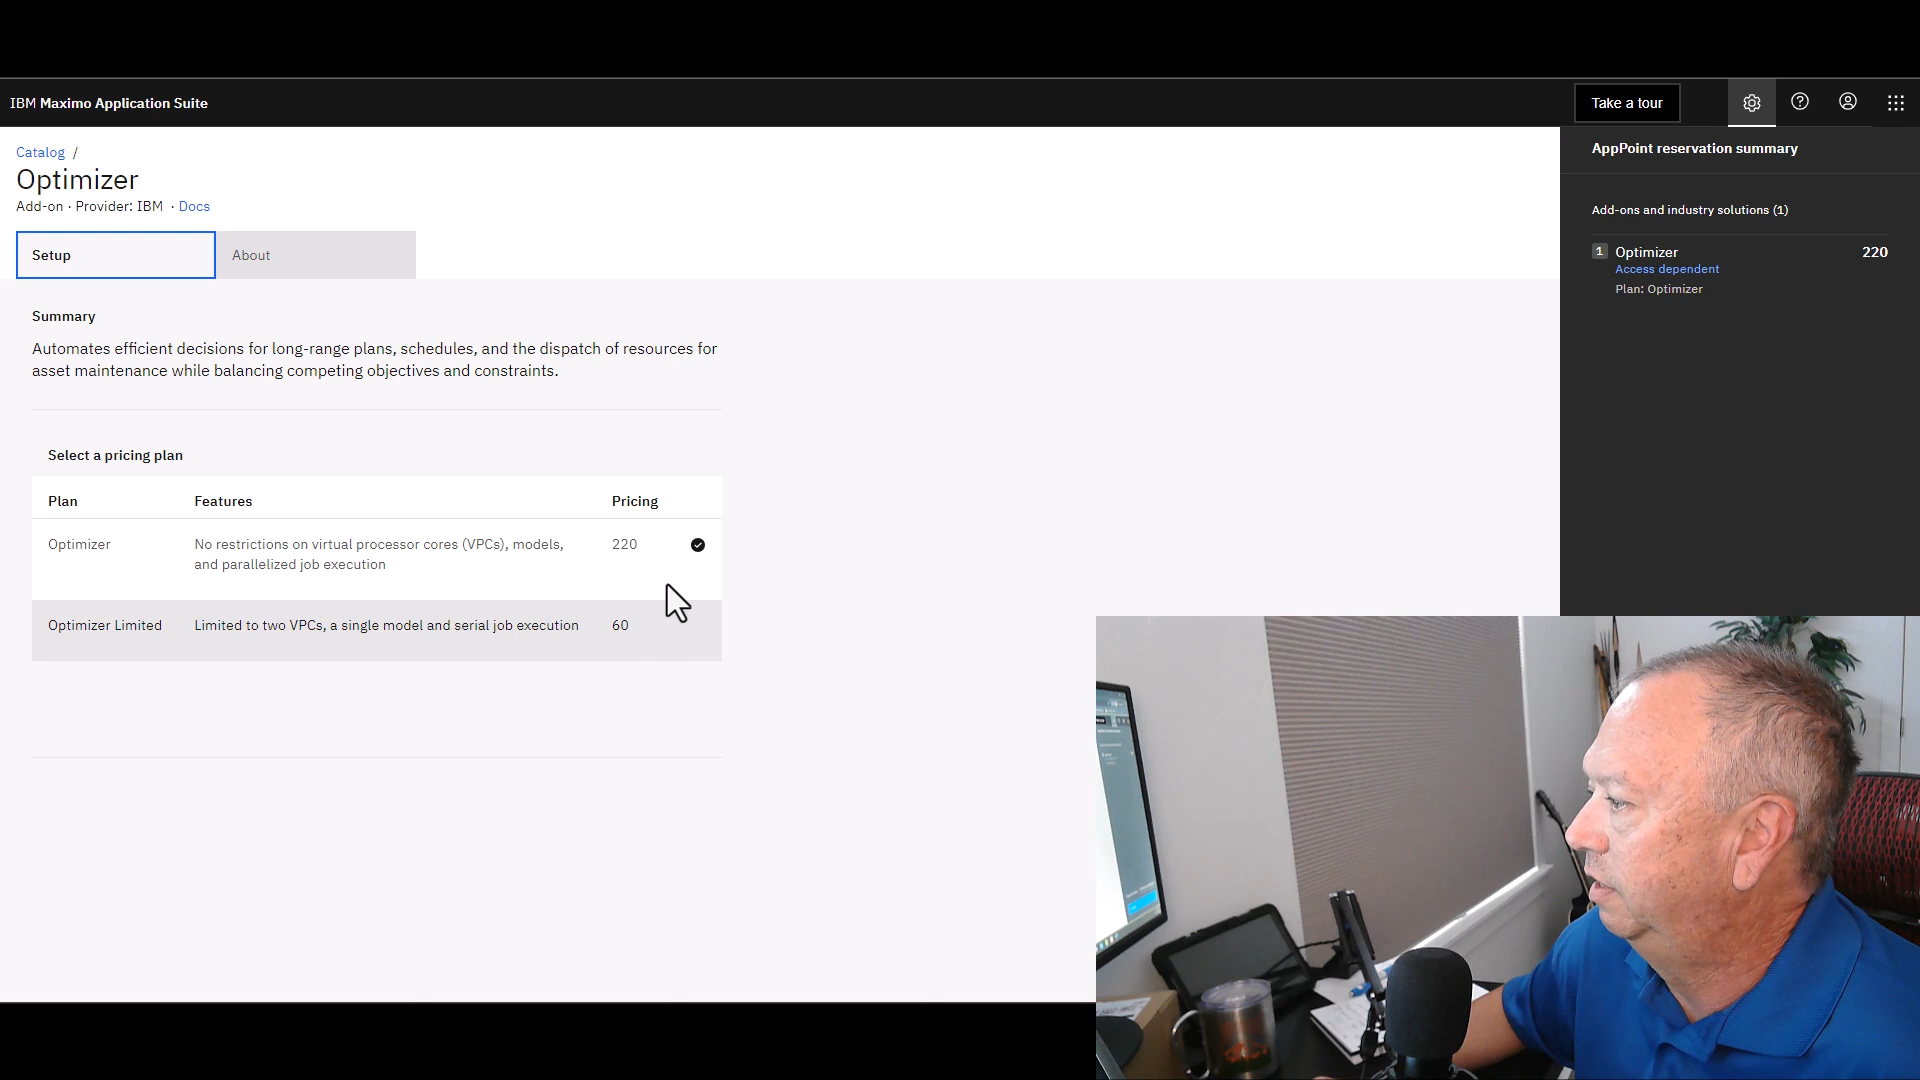 IBM Maximo Application Suite
Take a tour
Catalog /
Optimizer
Add-on · Provider: IBM · Docs
Setup
About
Summary
Automates efficient decisions for long-range plans, schedules, and the dispatch of resources for
asset maintenance while balancing competing objectives and constraints.
Select a pricing plan
Plan Features Pricing
Optimizer No restrictions on virtual processor cores (VPCs), models, 220
and parallelized job execution
Optimizer Limited Limited to two VPCs, a single model and serial job execution 60
AppPoint reservation summary
Add-ons and industry solutions (1)
1 Optimizer 220
Access dependent
Plan: Optimizer